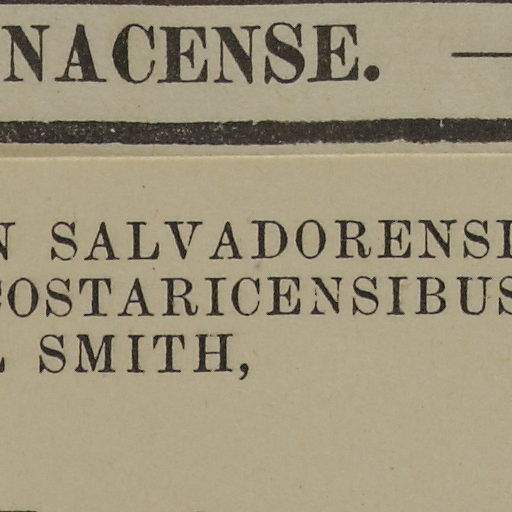 NACENSE. —
N SALVADORENSI
COSTARICENSIBUS
L SMITH,